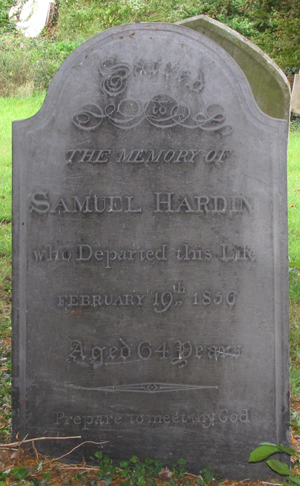 Sacred
to
THE MEMORY OF
SAMUEL HARDIN
who Departed this Life
FEBRUARY 19th 1850
Aged 64 Years
Prepare to meet thy God